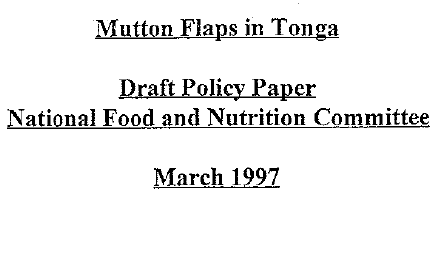 Mutton Flaps in Tonga
Draft Policy Paper
National Food and Nutrition Committee
March 1997